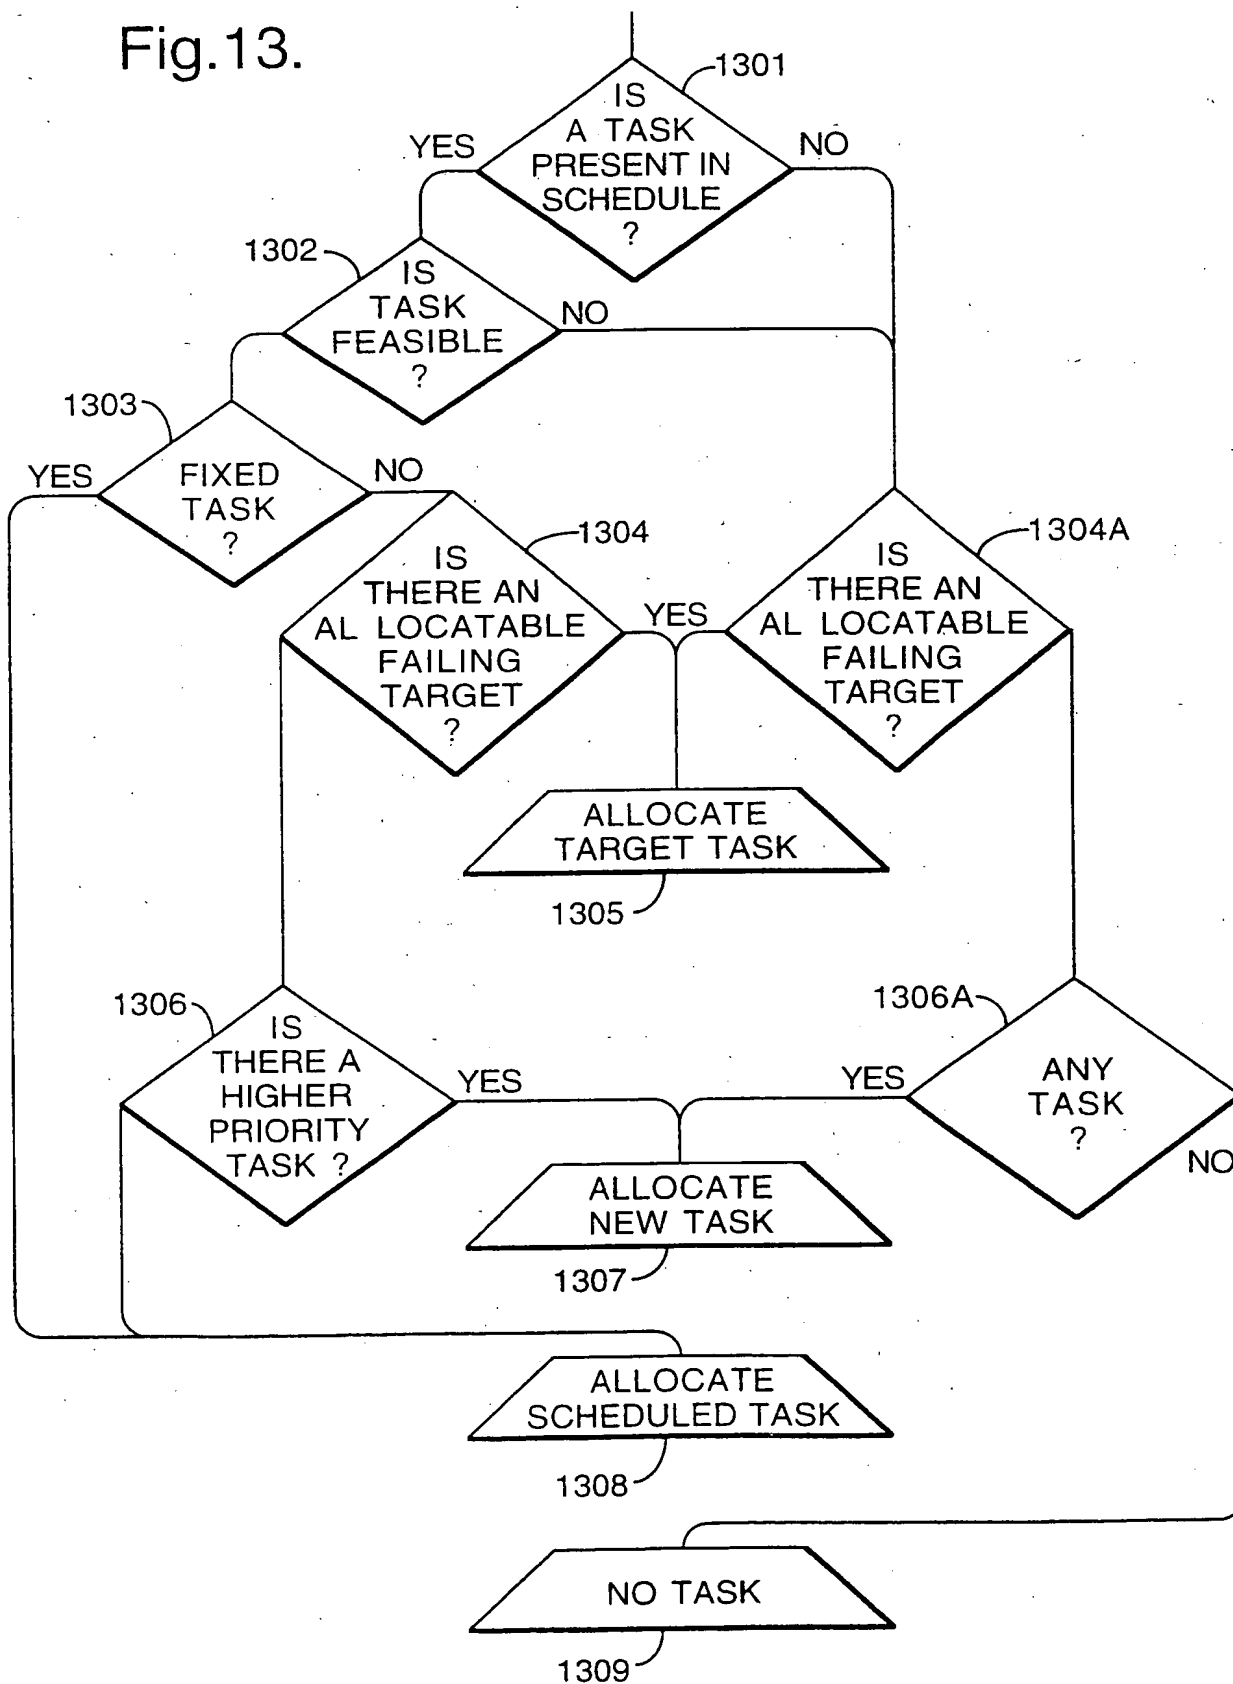 Fig.13.
1301
IS
A TASK
PRESENT IN
SCHEDULE
?
YES
NO
1302
IS
TASK
FEASIBLE
?
NO
1303
FIXED
TASK
?
YES
NO
1304
IS
THERE AN
AL LOCATABLE
FAILING
TARGET
?
YES
1304A
IS
THERE AN
AL LOCATABLE
FAILING
TARGET
?
ALLOCATE
TARGET TASK
1305
1306
IS
THERE A
HIGHER
PRIORITY
TASK ?
YES
1306A
ANY
TASK
?
YES
NO
ALLOCATE
NEW TASK
1307
ALLOCATE
SCHEDULED TASK
1308
NO TASK
1309